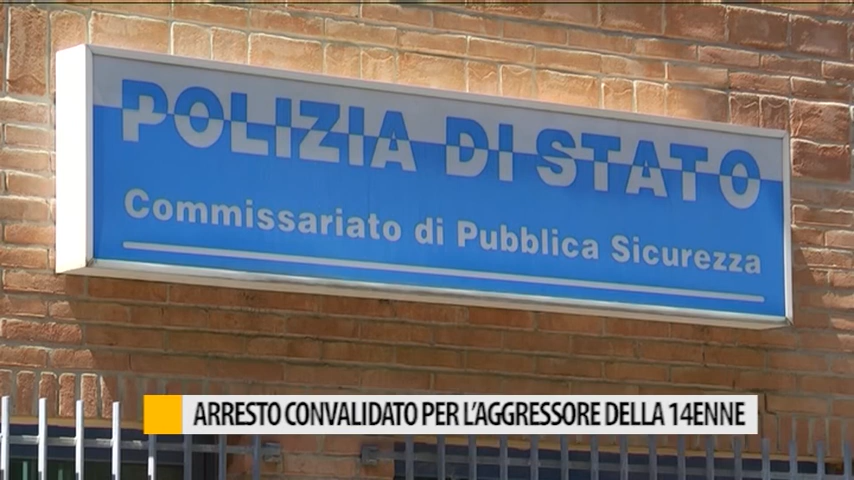 POLIZIA DI STATO
Commissariato di Pubblica Sicurezza
ARRESTO CONVALIDATO PER L'AGGRESSORE DELLA 14ENNE